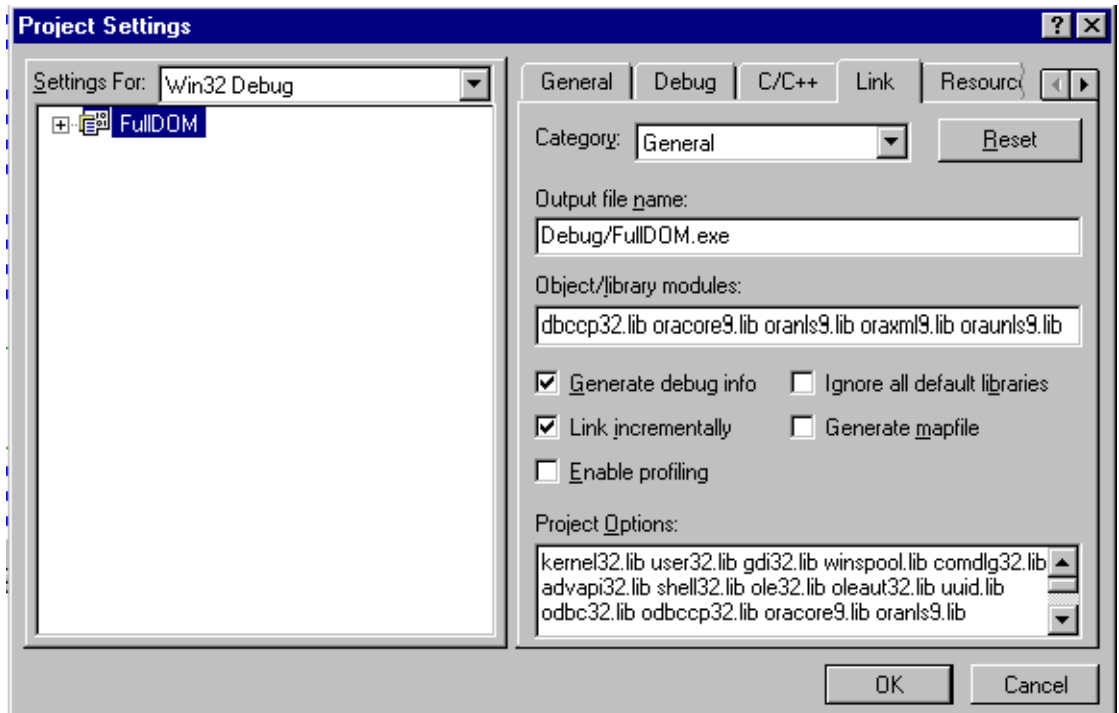 Project Settings
Settings For: Win32 Debug
FullDOM
General Debug C/C++ Link Resourc
Category: General Reset
Output file name:
Debug/FullDOM.exe
Object/library modules:
dbccp32.lib oracore9.lib oranls9.lib oraxml9.lib oraunls9.lib
Generate debug info Ignore all default libraries
Link incrementally Generate mapfile
Enable profiling
Project Options:
kernel32.lib user32.lib gdi32.lib winspool.lib comdlg32.lib
advapi32.lib shell32.lib ole32.lib oleaut32.lib uuid.lib
odbc32.lib odbccp32.lib oracore9.lib oranls9.lib
OK Cancel